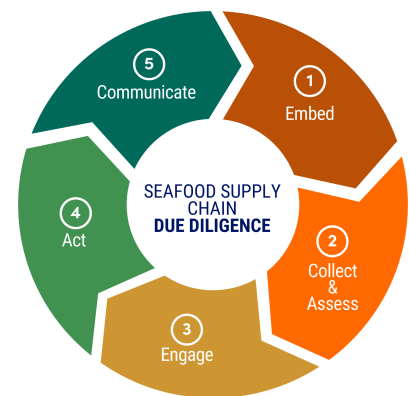 SEAFOOD SUPPLY
CHAIN
DUE DILIGENCE
1
Embed
2
Collect
&
Assess
3
Engage
4
Act
5
Communicate